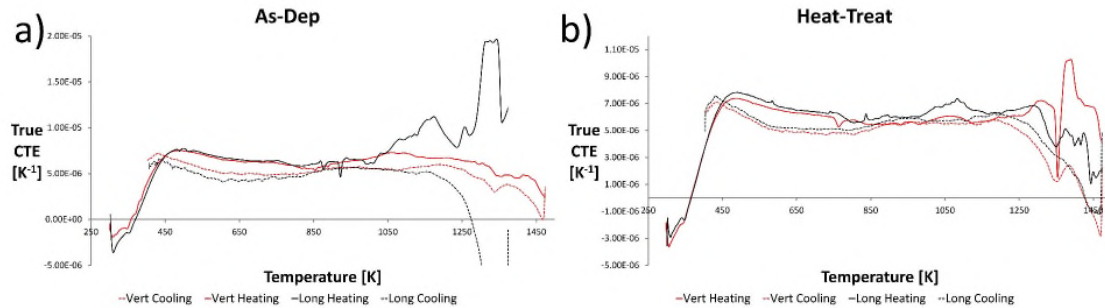 As-Dep
a)
2.00E-05
1.50E-05
True
CTE
[K⁻¹]
1.00E-05
5.00E-06
0.00E+00
-5.00E-06
250 450 650 850 1050 1250 1450
Temperature [K]
Vert Cooling Vert Heating Long Heating Long Cooling
Heat-Treat
b)
1.10E-05
9.00E-06
7.00E-06
True
CTE
[K⁻¹]
5.00E-06
3.00E-06
1.00E-06
-1.00E-06
-3.00E-06
-5.00E-06
250 450 650 850 1050 1250 1450
Temperature [K]
Vert Heating Vert Cooling Long Heating Long Cooling